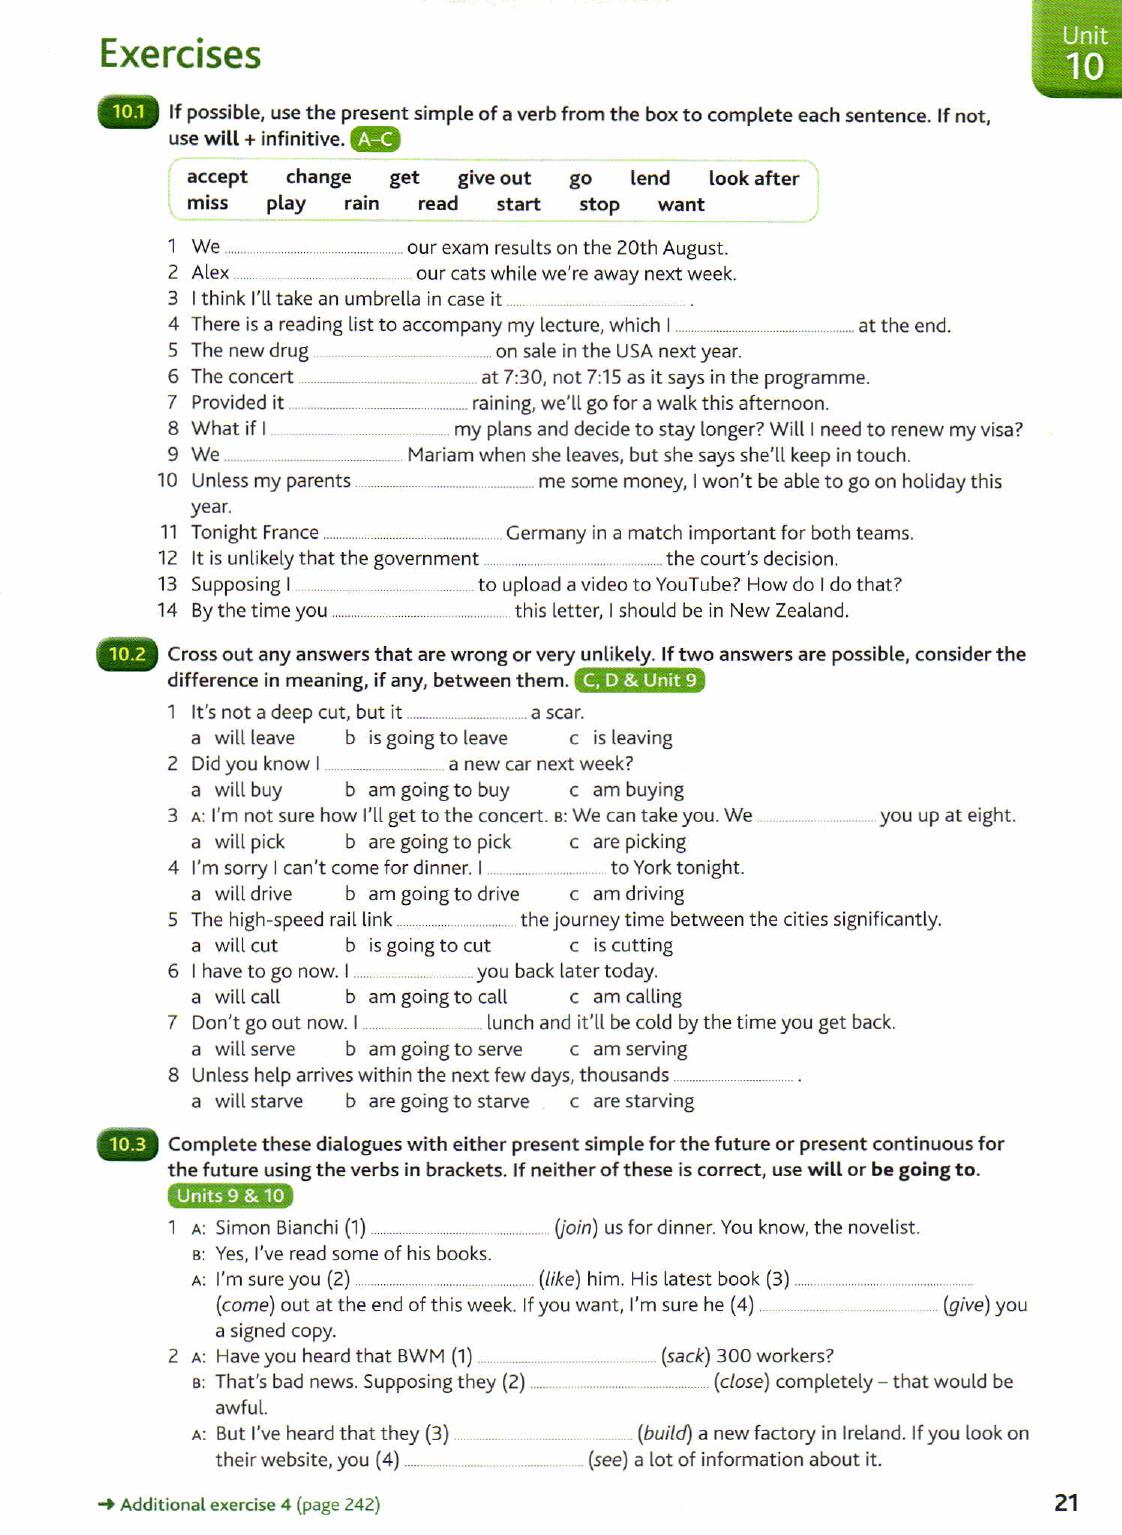 Exercises
Unit
10
10.1 If possible, use the present simple of a verb from the box to complete each sentence. If not,
use will + infinitive. A–C
accept change get give out go lend look after
miss play rain read start stop want
1 We ........................ our exam results on the 20th August.
2 Alex ........................ our cats while we're away next week.
3 I think I'll take an umbrella in case it ........................ .
4 There is a reading list to accompany my lecture, which I ........................ at the end.
5 The new drug ........................ on sale in the USA next year.
6 The concert ........................ at 7:30, not 7:15 as it says in the programme.
7 Provided it ........................ raining, we'll go for a walk this afternoon.
8 What if I ........................ my plans and decide to stay longer? Will I need to renew my visa?
9 We ........................ Mariam when she leaves, but she says she'll keep in touch.
10 Unless my parents ........................ me some money, I won't be able to go on holiday this
year.
11 Tonight France ........................ Germany in a match important for both teams.
12 It is unlikely that the government ........................ the court's decision.
13 Supposing I ........................ to upload a video to YouTube? How do I do that?
14 By the time you ........................ this letter, I should be in New Zealand.
10.2 Cross out any answers that are wrong or very unlikely. If two answers are possible, consider the
difference in meaning, if any, between them. C, D & Unit 9
1 It's not a deep cut, but it ........................ a scar.
a will leave b is going to leave c is leaving
2 Did you know I ........................ a new car next week?
a will buy b am going to buy c am buying
3 A: I'm not sure how I'll get to the concert. B: We can take you. We ........................ you up at eight.
a will pick b are going to pick c are picking
4 I'm sorry I can't come for dinner. I ........................ to York tonight.
a will drive b am going to drive c am driving
5 The high-speed rail link ........................ the journey time between the cities significantly.
a will cut b is going to cut c is cutting
6 I have to go now. I ........................ you back later today.
a will call b am going to call c am calling
7 Don't go out now. I ........................ lunch and it'll be cold by the time you get back.
a will serve b am going to serve c am serving
8 Unless help arrives within the next few days, thousands ........................ .
a will starve b are going to starve c are starving
10.3 Complete these dialogues with either present simple for the future or present continuous for
the future using the verbs in brackets. If neither of these is correct, use will or be going to.
Units 9 & 10
1 A: Simon Bianchi (1) ........................ (join) us for dinner. You know, the novelist.
B: Yes, I've read some of his books.
A: I'm sure you (2) ........................ (like) him. His latest book (3) ........................
(come) out at the end of this week. If you want, I'm sure he (4) ........................ (give) you
a signed copy.
2 A: Have you heard that BWM (1) ........................ (sack) 300 workers?
B: That's bad news. Supposing they (2) ........................ (close) completely – that would be
awful.
A: But I've heard that they (3) ........................ (build) a new factory in Ireland. If you look on
their website, you (4) ........................ (see) a lot of information about it.
➜ Additional exercise 4 (page 242)
21